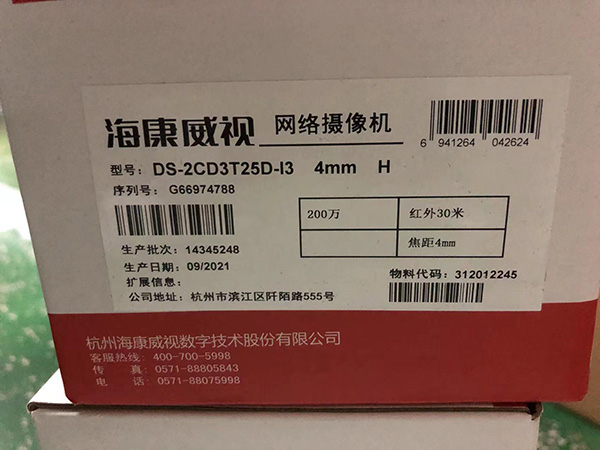 海康威视 网络摄像机
6 941264 042624
型号: DS-2CD3T25D-I3 4mm H
序列号: G66974788
200万 红外30米
焦距4mm
生产批次: 14345248
生产日期: 09/2021
物料代码: 312012245
扩展信息:
公司地址: 杭州市滨江区阡陌路555号
杭州海康威视数字技术股份有限公司
客服热线: 400-700-5998
传 真: 0571-88805843
电 话: 0571-88075998